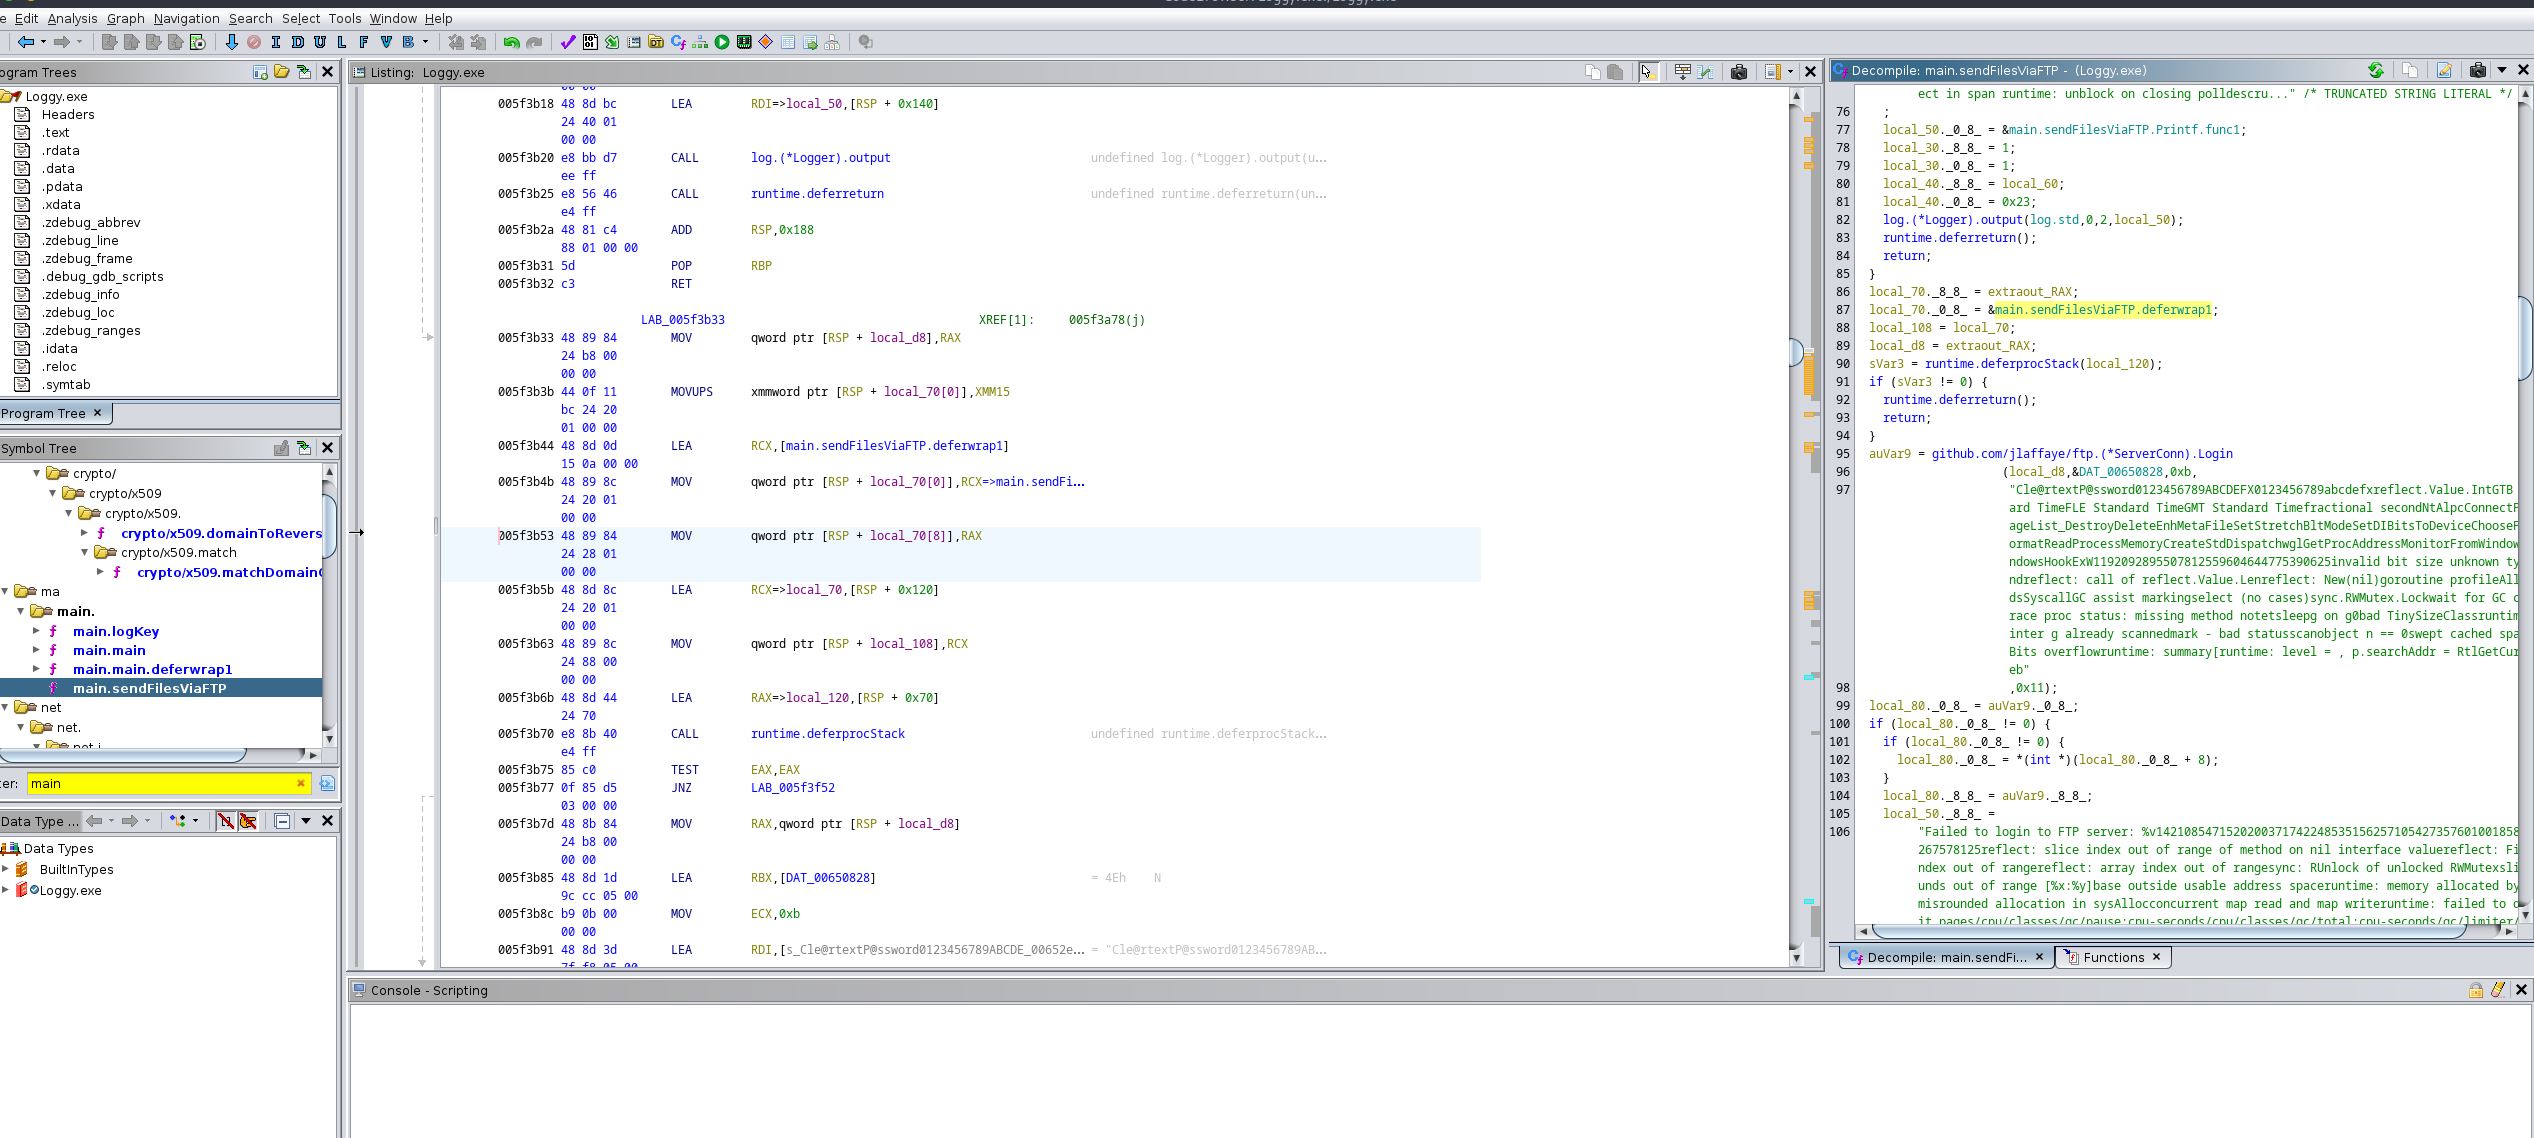 e Edit Analysis Graph Navigation Search Select Tools Window Help
I D U L F V B
ogram Trees
Loggy.exe
Headers
.text
.rdata
.data
.pdata
.xdata
.zdebug_abbrev
.zdebug_line
.zdebug_frame
.debug_gdb_scripts
.zdebug_info
.zdebug_loc
.zdebug_ranges
.idata
.reloc
.symtab
Program Tree
Symbol Tree
crypto/
crypto/x509
crypto/x509.
crypto/x509.domainToRevers
crypto/x509.match
crypto/x509.matchDomain
ma
main.
main.logKey
main.main
main.main.deferwrap1
main.sendFilesViaFTP
net
net.
ter: main
Data Type ...
Data Types
BuiltInTypes
Loggy.exe
Listing: Loggy.exe
005f3b18 48 8d bc LEA RDI=>local_50,[RSP + 0x140]
24 40 01
00 00
005f3b20 e8 bb d7 CALL log.(*Logger).output undefined log.(*Logger).output(u...
ee ff
005f3b25 e8 56 46 CALL runtime.deferreturn undefined runtime.deferreturn(un...
e4 ff
005f3b2a 48 81 c4 ADD RSP,0x188
88 01 00 00
005f3b31 5d POP RBP
005f3b32 c3 RET
LAB_005f3b33 XREF[1]: 005f3a78(j)
005f3b33 48 89 84 MOV qword ptr [RSP + local_d8],RAX
24 b8 00
00 00
005f3b3b 44 0f 11 MOVUPS xmmword ptr [RSP + local_70[0]],XMM15
bc 24 20
01 00 00
005f3b44 48 8d 0d LEA RCX,[main.sendFilesViaFTP.deferwrap1]
15 0a 00 00
005f3b4b 48 89 8c MOV qword ptr [RSP + local_70[0]],RCX=>main.sendFi...
24 20 01
00 00
005f3b53 48 89 84 MOV qword ptr [RSP + local_70[8]],RAX
24 28 01
00 00
005f3b5b 48 8d 8c LEA RCX=>local_70,[RSP + 0x120]
24 20 01
00 00
005f3b63 48 89 8c MOV qword ptr [RSP + local_108],RCX
24 88 00
00 00
005f3b6b 48 8d 44 LEA RAX=>local_120,[RSP + 0x70]
24 70
005f3b70 e8 8b 40 CALL runtime.deferprocStack undefined runtime.deferprocStack...
e4 ff
005f3b75 85 c0 TEST EAX,EAX
005f3b77 0f 85 d5 JNZ LAB_005f3f52
03 00 00
005f3b7d 48 8b 84 MOV RAX,qword ptr [RSP + local_d8]
24 b8 00
00 00
005f3b85 48 8d 1d LEA RBX,[DAT_00650828] = 4Eh N
9c cc 05 00
005f3b8c b9 0b 00 MOV ECX,0xb
00 00
005f3b91 48 8d 3d LEA RDI,[s_Cle@rtextP@ssword0123456789ABCDE_00652e... = "Cle@rtextP@ssword0123456789AB...
Decompile: main.sendFilesViaFTP - (Loggy.exe)
ect in span runtime: unblock on closing polldescru..." /* TRUNCATED STRING LITERAL */
76 ;
77 local_50._0_8_ = &main.sendFilesViaFTP.Printf.func1;
78 local_30._8_8_ = 1;
79 local_30._0_8_ = 1;
80 local_40._8_8_ = local_60;
81 local_40._0_8_ = 0x23;
82 log.(*Logger).output(log.std,0,2,local_50);
83 runtime.deferreturn();
84 return;
85 }
86 local_70._8_8_ = extraout_RAX;
87 local_70._0_8_ = &main.sendFilesViaFTP.deferwrap1;
88 local_108 = local_70;
89 local_d8 = extraout_RAX;
90 sVar3 = runtime.deferprocStack(local_120);
91 if (sVar3 != 0) {
92 runtime.deferreturn();
93 return;
94 }
95 auVar9 = github.com/jlaffaye/ftp.(*ServerConn).Login
96 (local_d8,&DAT_00650828,0xb,
97 "Cle@rtextP@ssword0123456789ABCDEFX0123456789abcdefxreflect.Value.IntGTB
ard TimeFLE Standard TimeGMT Standard Timefractional secondNtAlpcConnectP
ageList_DestroyDeleteEnhMetaFileSetStretchBltModeSetDIBitsToDeviceChooseP
ormatReadProcessMemoryCreateStdDispatchwglGetProcAddressMonitorFromWindow
ndowsHookExW1192092895507812559604644775390625invalid bit size unknown ty
ndreflect: call of reflect.Value.Lenreflect: New(nil)goroutine profileAll
dsSyscallGC assist markingselect (no cases)sync.RWMutex.Lockwait for GC c
race proc status: missing method notetsleepg on g0bad TinySizeClassruntim
inter g already scannedmark - bad statusscanobject n == 0swept cached spa
Bits overflowruntime: summary[runtime: level = , p.searchAddr = RtlGetCur
eb"
98 ,0x11);
99 local_80._0_8_ = auVar9._0_8_;
100 if (local_80._0_8_ != 0) {
101 if (local_80._0_8_ != 0) {
102 local_80._0_8_ = *(int *)(local_80._0_8_ + 8);
103 }
104 local_80._8_8_ = auVar9._8_8_;
105 local_50._8_8_ =
106 "Failed to login to FTP server: %v1421085471520200371742248535156257105427357601001858
267578125reflect: slice index out of range of method on nil interface valuereflect: Fi
ndex out of rangereflect: array index out of rangesync: RUnlock of unlocked RWMutexsli
unds out of range [%x:%y]base outside usable address spaceruntime: memory allocated by
misrounded allocation in sysAllocconcurrent map read and map writeruntime: failed to c
it pages/cpu/classes/gc/pause:cpu-seconds/cpu/classes/gc/total:cpu-seconds/gc/limiter/
Decompile: main.sendFi...
Functions
Console - Scripting